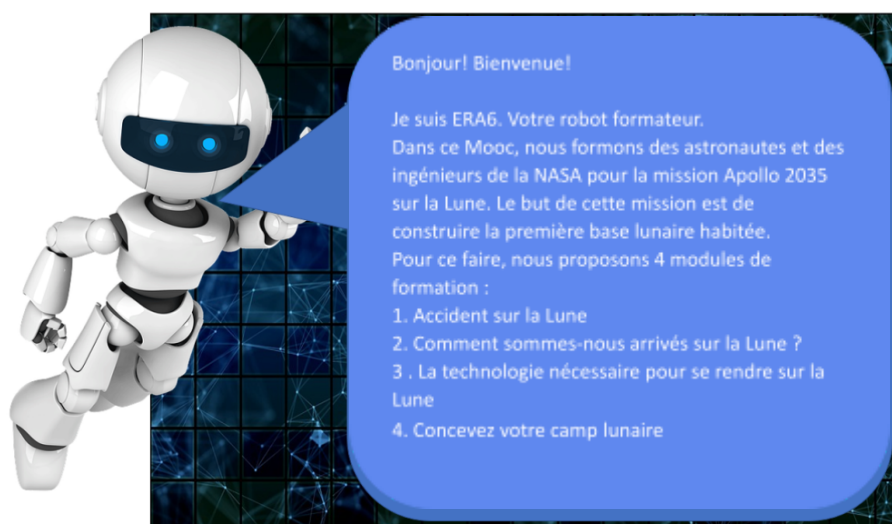 Bonjour! Bienvenue!
Je suis ERA6. Votre robot formateur.
Dans ce Mooc, nous formons des astronautes et des
ingénieurs de la NASA pour la mission Apollo 2035
sur la Lune. Le but de cette mission est de
construire la première base lunaire habitée.
Pour ce faire, nous proposons 4 modules de
formation :
1. Accident sur la Lune
2. Comment sommes-nous arrivés sur la Lune ?
3 . La technologie nécessaire pour se rendre sur la
Lune
4. Concevez votre camp lunaire